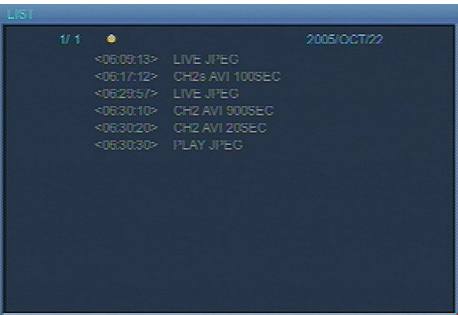 LIST
1/ 1 2005/OCT/22
<06:09:13> LIVE JPEG
<06:17:12> CH2s AVI 100SEC
<06:29:57> LIVE JPEG
<06:30:10> CH2 AVI 900SEC
<06:30:20> CH2 AVI 20SEC
<06:30:30> PLAY JPEG